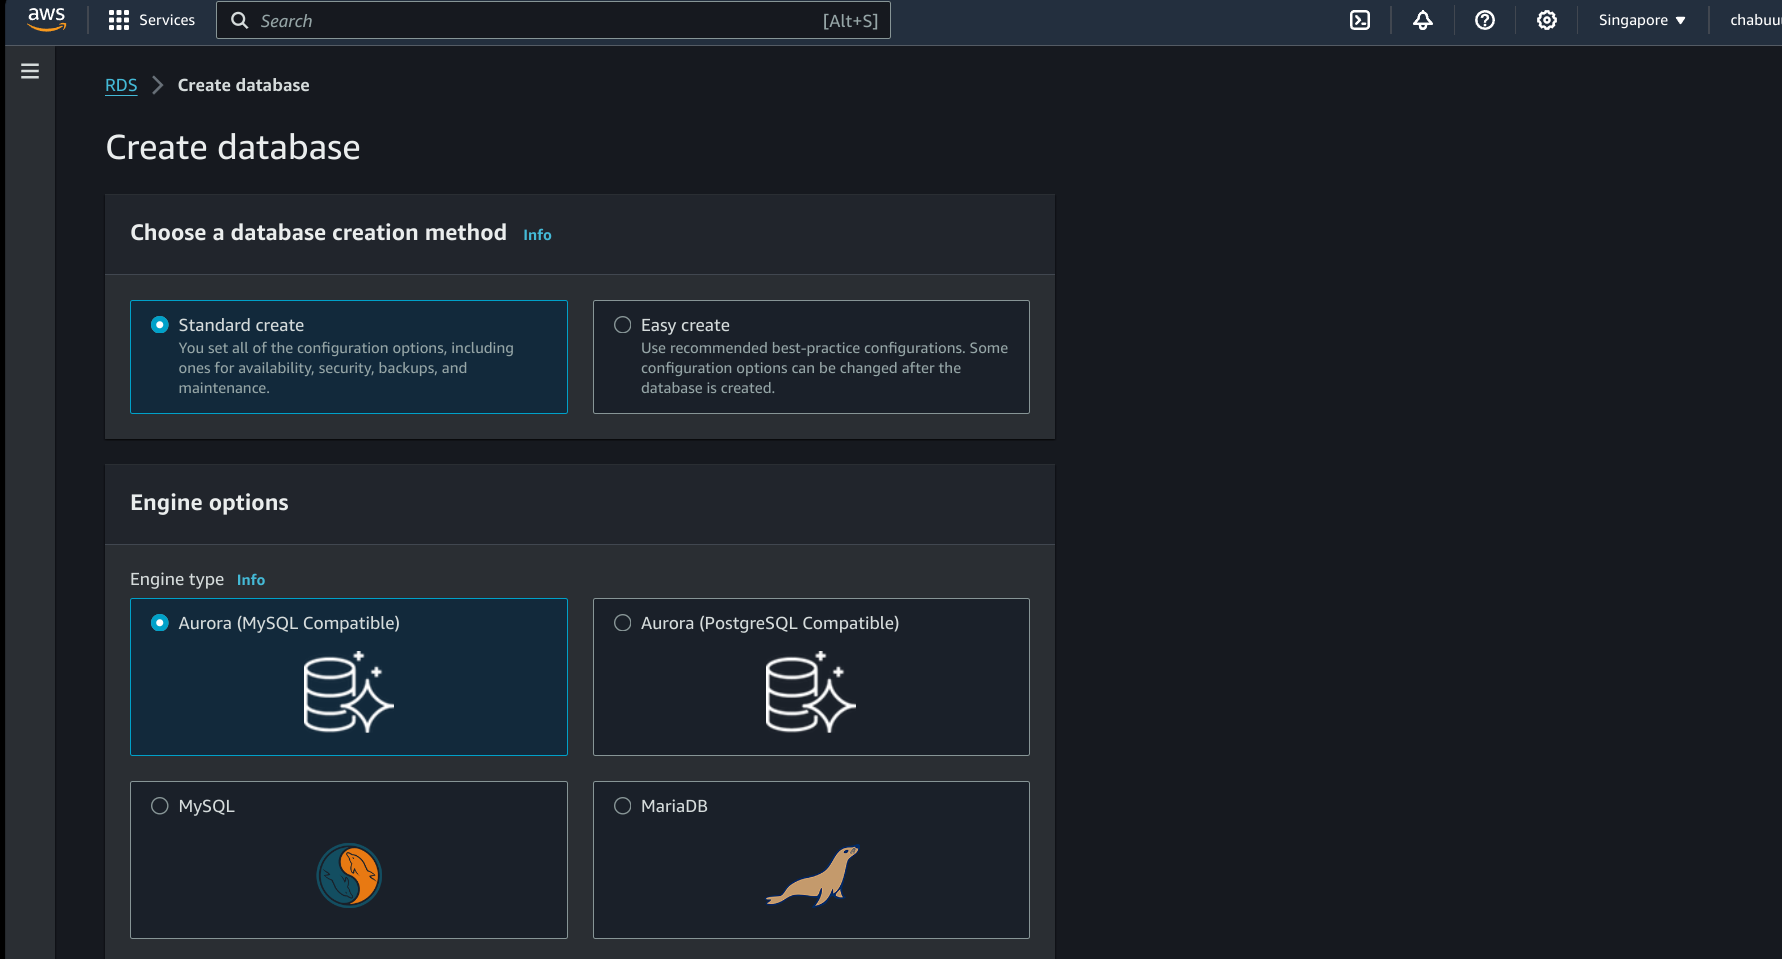 aws
Services
Search
[Alt+S]
Singapore
RDS
Create database
Create database
Choose a database creation method Info
Standard create
You set all of the configuration options, including
ones for availability, security, backups, and
maintenance.
Easy create
Use recommended best-practice configurations. Some
configuration options can be changed after the
database is created.
Engine options
Engine type Info
Aurora (MySQL Compatible)
Aurora (PostgreSQL Compatible)
MySQL
MariaDB